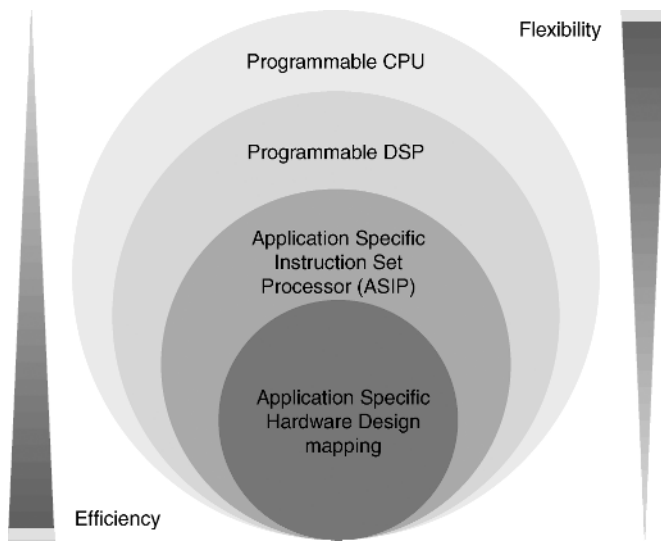 Flexibility
Programmable CPU
Programmable DSP
Application Specific
Instruction Set
Processor (ASIP)
Application Specific
Hardware Design
mapping
Efficiency